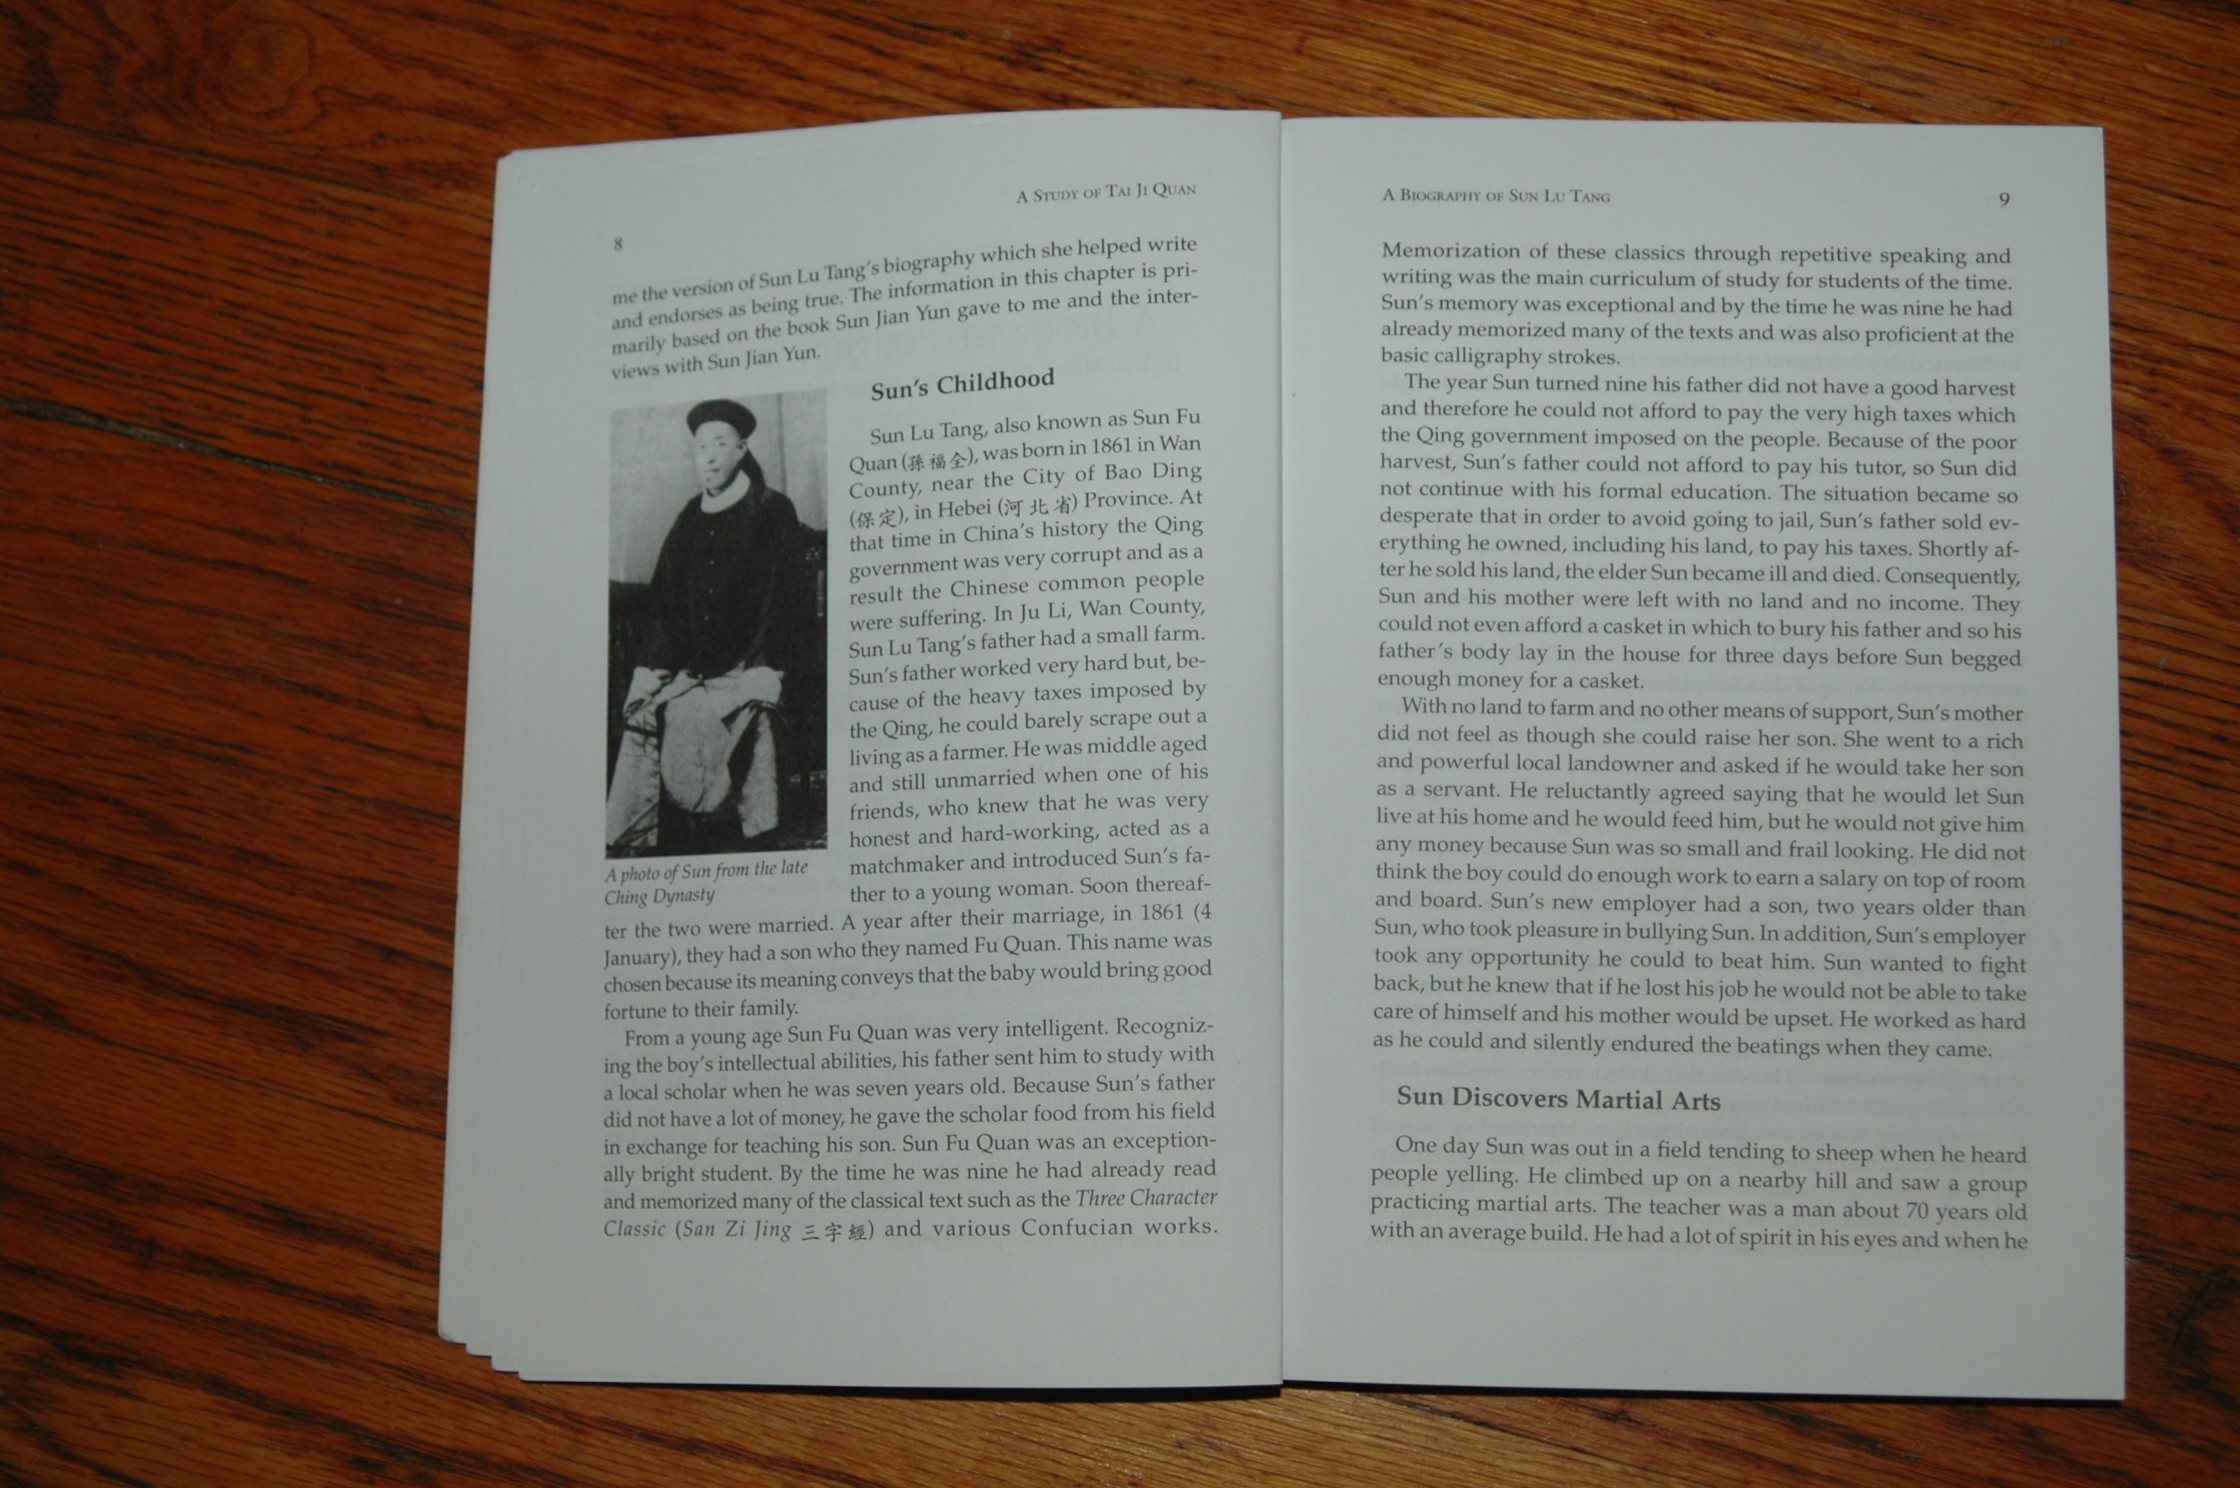 8
A STUDY OF TAI JI QUAN
me the version of Sun Lu Tang's biography which she helped write
and endorses as being true. The information in this chapter is pri-
marily based on the book Sun Jian Yun gave to me and the inter-
views with Sun Jian Yun.
Sun's Childhood
Sun Lu Tang, also known as Sun Fu
Quan (孫福全), was born in 1861 in Wan
County, near the City of Bao Ding
(保定), in Hebei (河北省) Province. At
that time in China's history the Qing
government was very corrupt and as a
result the Chinese common people
were suffering. In Ju Li, Wan County,
Sun Lu Tang's father had a small farm.
Sun's father worked very hard but, be-
cause of the heavy taxes imposed by
the Qing, he could barely scrape out a
living as a farmer. He was middle aged
and still unmarried when one of his
friends, who knew that he was very
honest and hard-working, acted as a
matchmaker and introduced Sun's fa-
ther to a young woman. Soon thereaf-
A photo of Sun from the late
Ching Dynasty
ter the two were married. A year after their marriage, in 1861 (4
January), they had a son who they named Fu Quan. This name was
chosen because its meaning conveys that the baby would bring good
fortune to their family.
From a young age Sun Fu Quan was very intelligent. Recogniz-
ing the boy's intellectual abilities, his father sent him to study with
a local scholar when he was seven years old. Because Sun's father
did not have a lot of money, he gave the scholar food from his field
in exchange for teaching his son. Sun Fu Quan was an exception-
ally bright student. By the time he was nine he had already read
and memorized many of the classical text such as the Three Character
Classic (San Zi Jing 三字經) and various Confucian works.
A BIOGRAPHY OF SUN LU TANG
9
Memorization of these classics through repetitive speaking and
writing was the main curriculum of study for students of the time.
Sun's memory was exceptional and by the time he was nine he had
already memorized many of the texts and was also proficient at the
basic calligraphy strokes.
The year Sun turned nine his father did not have a good harvest
and therefore he could not afford to pay the very high taxes which
the Qing government imposed on the people. Because of the poor
harvest, Sun's father could not afford to pay his tutor, so Sun did
not continue with his formal education. The situation became so
desperate that in order to avoid going to jail, Sun's father sold ev-
erything he owned, including his land, to pay his taxes. Shortly af-
ter he sold his land, the elder Sun became ill and died. Consequently,
Sun and his mother were left with no land and no income. They
could not even afford a casket in which to bury his father and so his
father's body lay in the house for three days before Sun begged
enough money for a casket.
With no land to farm and no other means of support, Sun's mother
did not feel as though she could raise her son. She went to a rich
and powerful local landowner and asked if he would take her son
as a servant. He reluctantly agreed saying that he would let Sun
live at his home and he would feed him, but he would not give him
any money because Sun was so small and frail looking. He did not
think the boy could do enough work to earn a salary on top of room
and board. Sun's new employer had a son, two years older than
Sun, who took pleasure in bullying Sun. In addition, Sun's employer
took any opportunity he could to beat him. Sun wanted to fight
back, but he knew that if he lost his job he would not be able to take
care of himself and his mother would be upset. He worked as hard
as he could and silently endured the beatings when they came.
Sun Discovers Martial Arts
One day Sun was out in a field tending to sheep when he heard
people yelling. He climbed up on a nearby hill and saw a group
practicing martial arts. The teacher was a man about 70 years old
with an average build. He had a lot of spirit in his eyes and when he